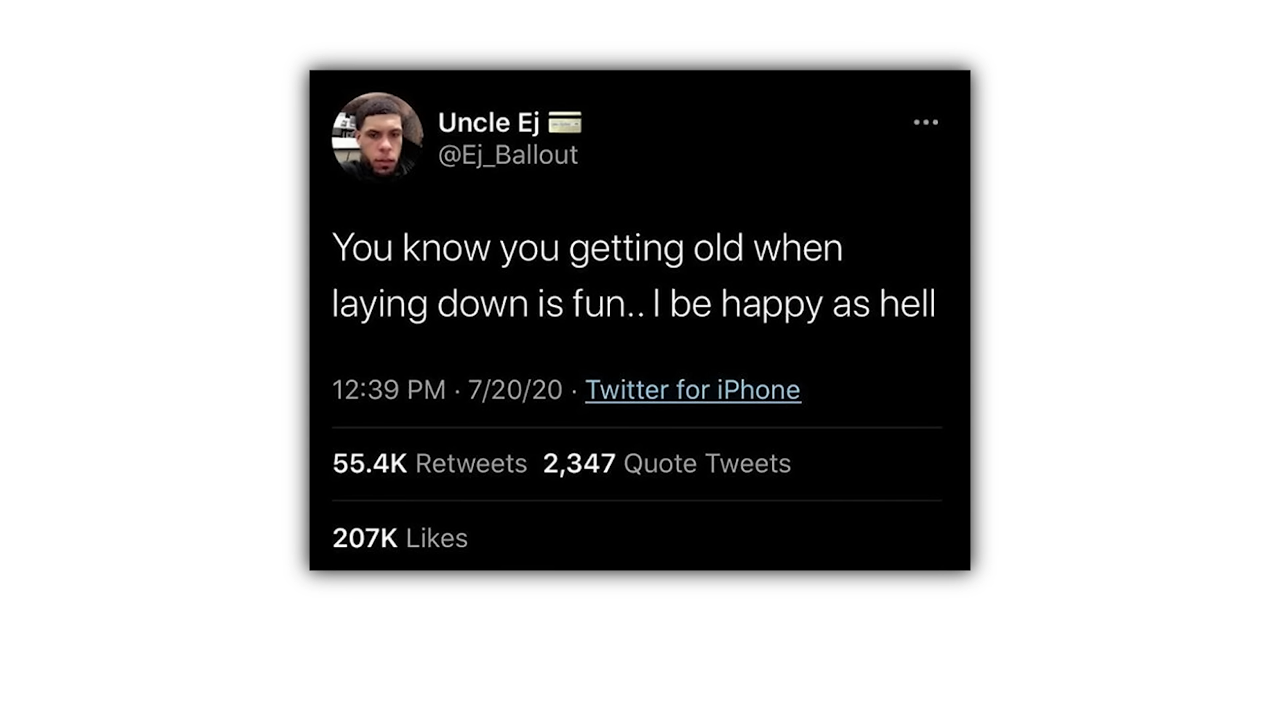 Uncle Ej 💳
@Ej_Ballout
You know you getting old when
laying down is fun.. I be happy as hell
12:39 PM · 7/20/20 · Twitter for iPhone
55.4K Retweets 2,347 Quote Tweets
207K Likes